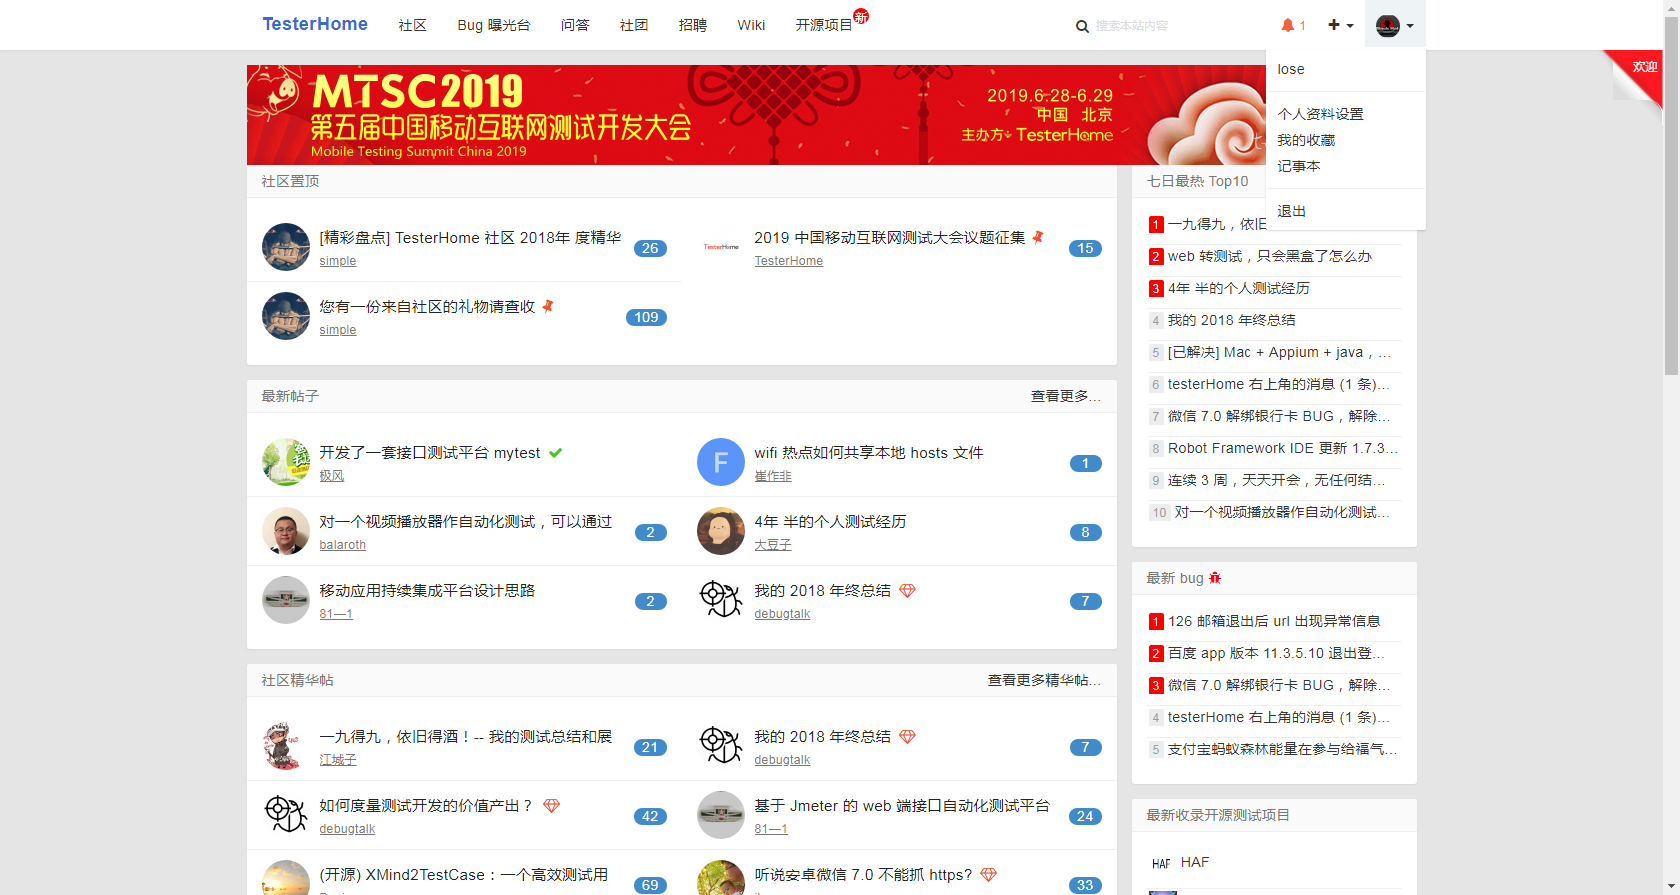 TesterHome 社区 Bug 曝光台 问答 社团 招聘 Wiki 开源项目 新 搜索本站内容 1
lose
个人资料设置
我的收藏
记事本
退出
欢迎
MTSC2019
第五届中国移动互联网测试开发大会
Mobile Testing Summit China 2019
2019.6.28-6.29
中国 北京
主办方: TesterHome
社区置顶
[精彩盘点] TesterHome 社区 2018年 度精华 26
simple
2019 中国移动互联网测试大会议题征集 15
TesterHome
TesterHome
您有一份来自社区的礼物请查收 109
simple
最新帖子 查看更多...
开发了一套接口测试平台 mytest
极风
F
wifi 热点如何共享本地 hosts 文件 1
崔作非
对一个视频播放器作自动化测试，可以通过 2
balaroth
4年 半的个人测试经历 8
大豆子
移动应用持续集成平台设计思路 2
81—1
我的 2018 年终总结 7
debugtalk
社区精华帖 查看更多精华帖...
一九得九，依旧得酒！-- 我的测试总结和展 21
江城子
我的 2018 年终总结 7
debugtalk
如何度量测试开发的价值产出？ 42
debugtalk
基于 Jmeter 的 web 端接口自动化测试平台 24
81—1
(开源) XMind2TestCase：一个高效测试用 69
听说安卓微信 7.0 不能抓 https? 33
七日最热 Top10
1 一九得九，依旧
2 web 转测试，只会黑盒了怎么办
3 4年 半的个人测试经历
4 我的 2018 年终总结
5 [已解决] Mac + Appium + java，...
6 testerHome 右上角的消息 (1 条)...
7 微信 7.0 解绑银行卡 BUG，解除...
8 Robot Framework IDE 更新 1.7.3...
9 连续 3 周，天天开会，无任何结...
10 对一个视频播放器作自动化测试...
最新 bug
1 126 邮箱退出后 url 出现异常信息
2 百度 app 版本 11.3.5.10 退出登...
3 微信 7.0 解绑银行卡 BUG，解除...
4 testerHome 右上角的消息 (1 条)...
5 支付宝蚂蚁森林能量在参与给福气...
最新收录开源测试项目
HAF HAF